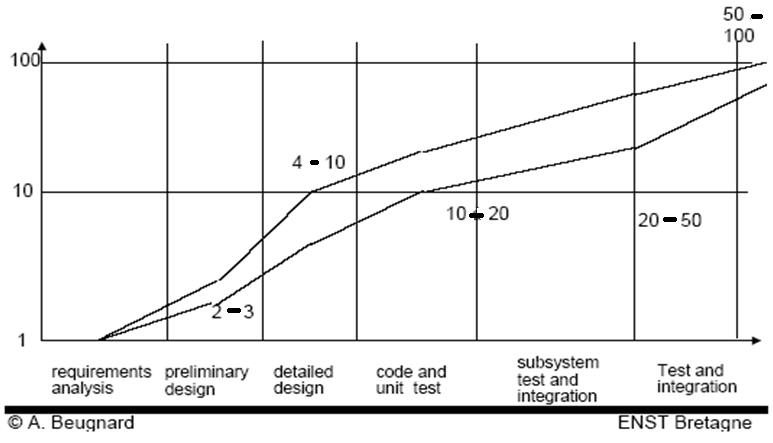 50 -
100
100
4 - 10
10
10 - 20
20 - 50
2 - 3
1
requirements
analysis
preliminary
design
detailed
design
code and
unit test
subsystem
test and
integration
Test and
integration
© A. Beugnard
ENST Bretagne